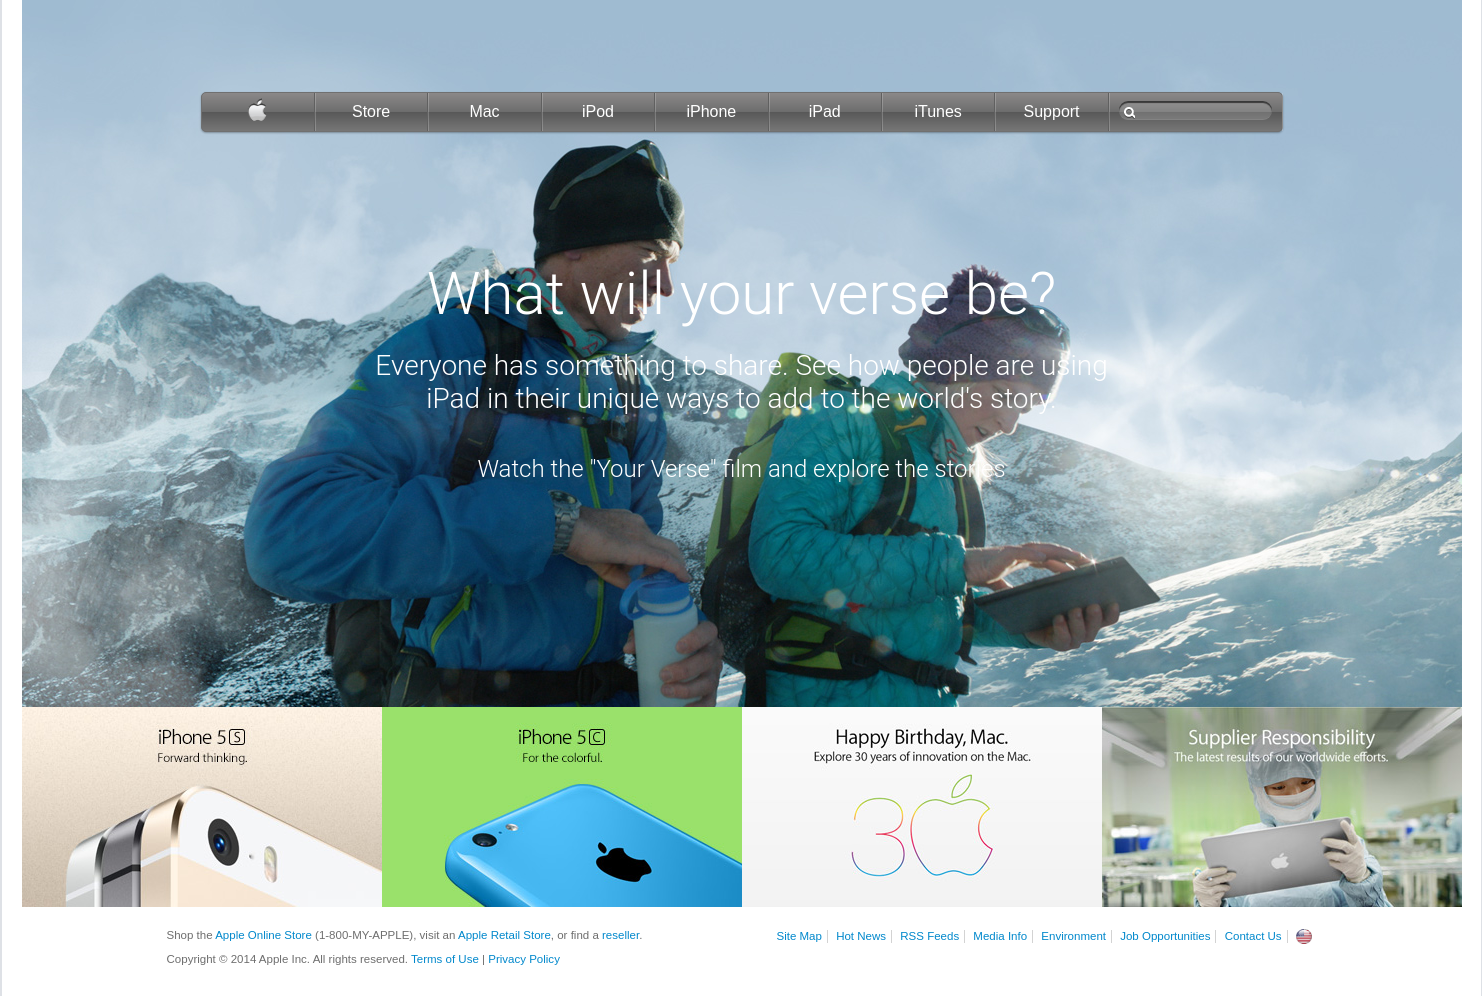 Store Mac iPod iPhone iPad iTunes Support
What will your verse be?
Everyone has something to share. See how people are using
iPad in their unique ways to add to the world's story.
Watch the "Your Verse" film and explore the stories
iPhone 5S
Forward thinking.
iPhone 5C
For the colorful.
Happy Birthday, Mac.
Explore 30 years of innovation on the Mac.
30
Supplier Responsibility
The latest results of our worldwide efforts.
Shop the Apple Online Store (1-800-MY-APPLE), visit an Apple Retail Store, or find a reseller.
Site Map Hot News RSS Feeds Media Info Environment Job Opportunities Contact Us
Copyright © 2014 Apple Inc. All rights reserved. Terms of Use | Privacy Policy